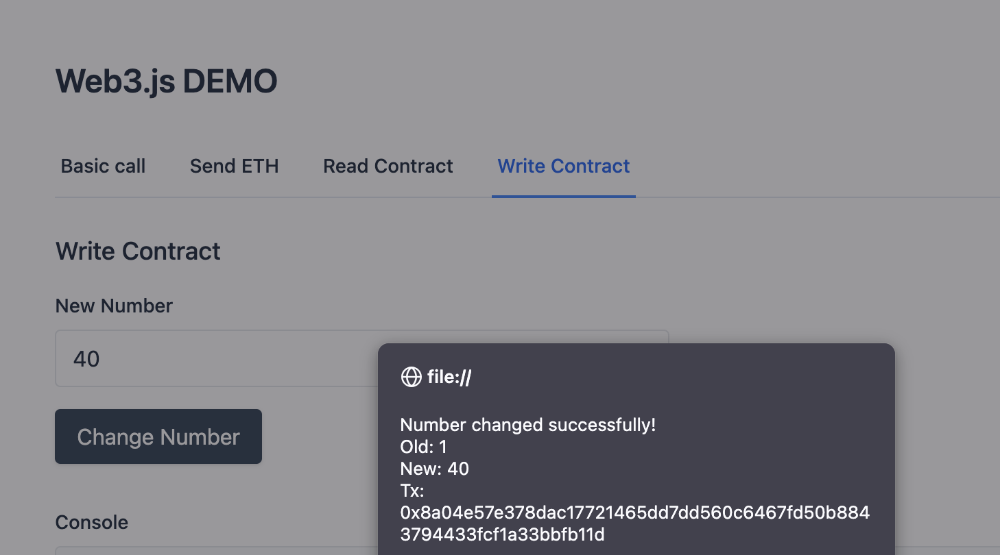 Web3.js DEMO
Basic call
Send ETH
Read Contract
Write Contract
Write Contract
New Number
40
Change Number
file://
Number changed successfully!
Old: 1
New: 40
Tx:
0x8a04e57e378dac17721465dd7dd560c6467fd50b884
3794433fcf1a33bbfb11d
Console